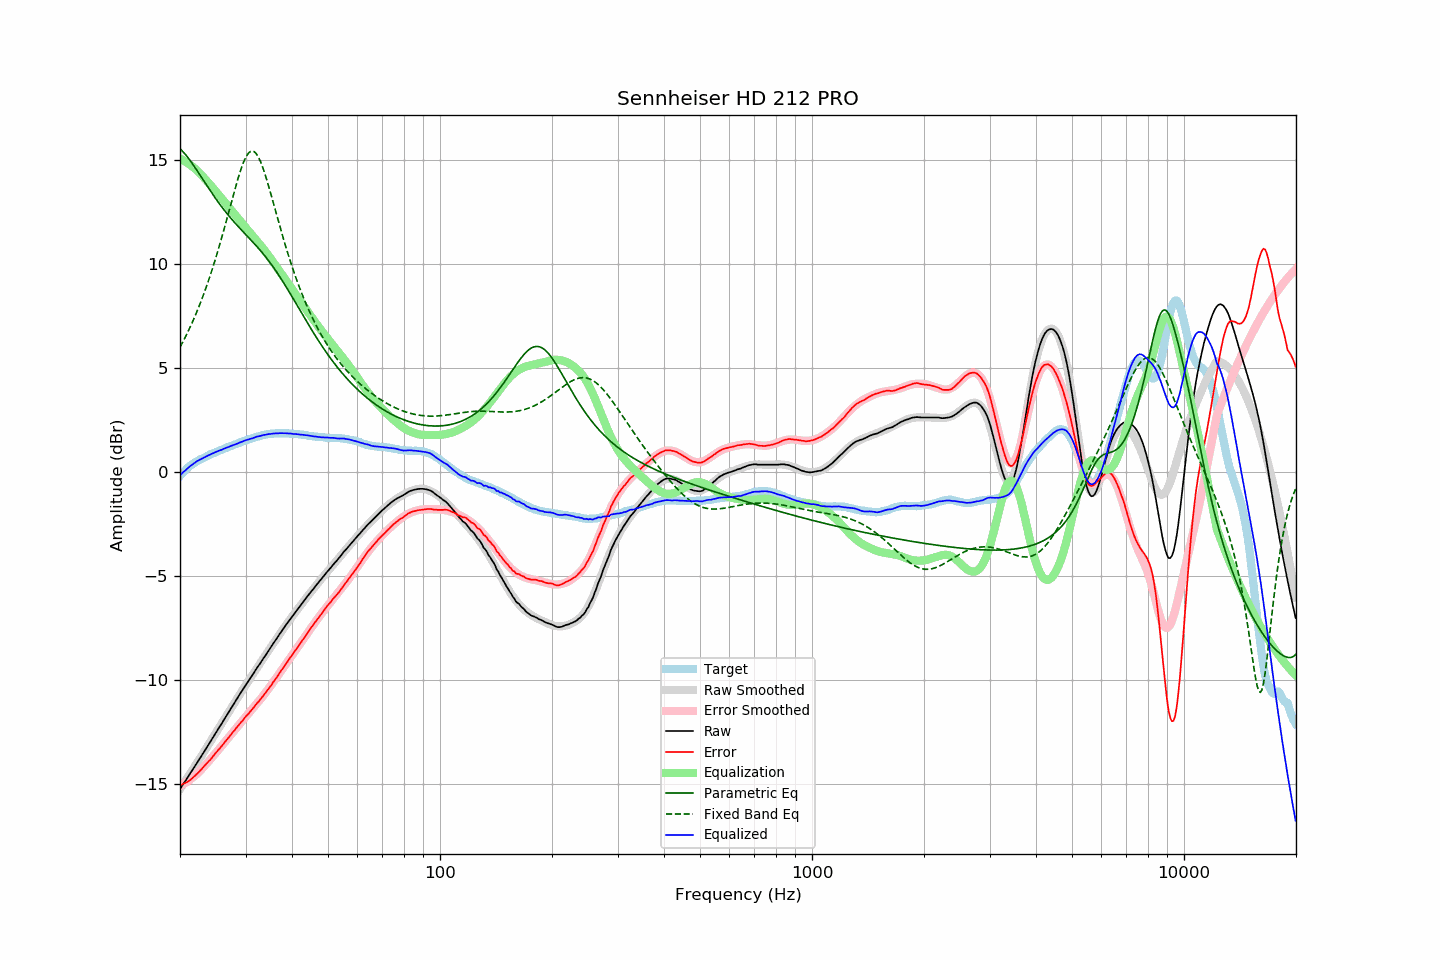 Sennheiser HD 212 PRO
15
10
5
0
−5
−10
−15
Amplitude (dBr)
Target
Raw Smoothed
Error Smoothed
Raw
Error
Equalization
Parametric Eq
Fixed Band Eq
Equalized
100
1000
10000
Frequency (Hz)